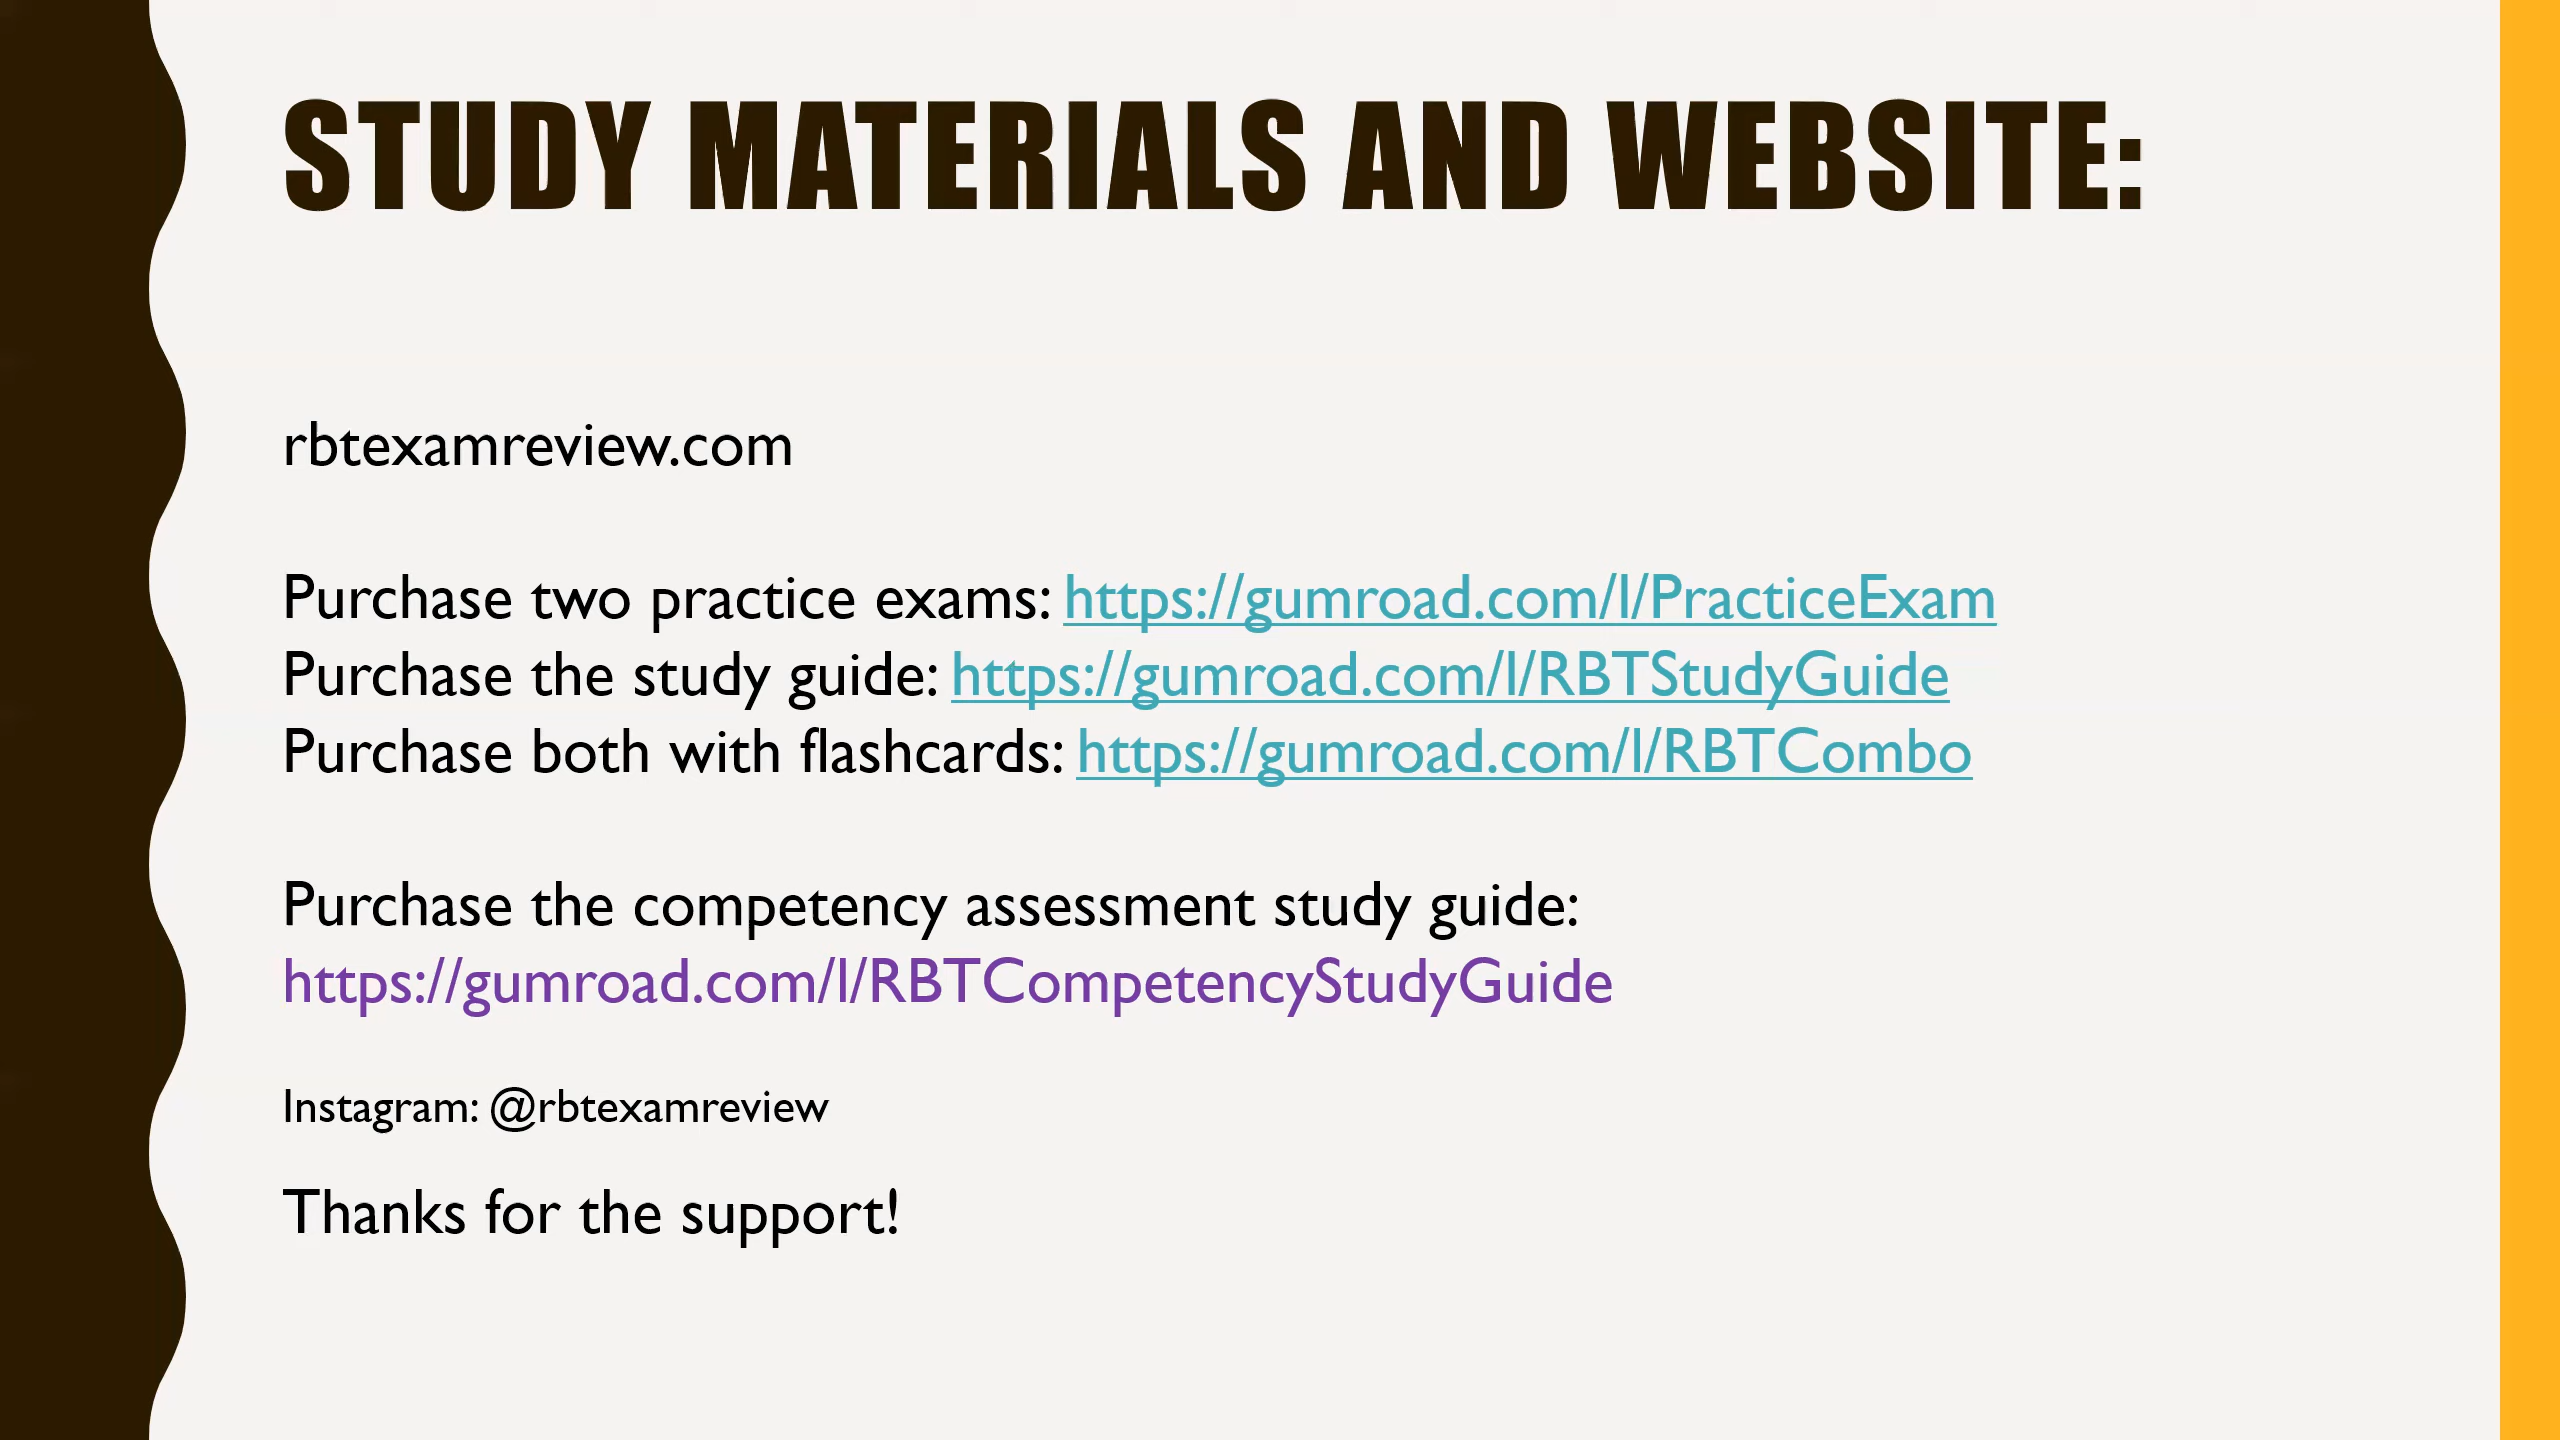 STUDY MATERIALS AND WEBSITE:
rbtexamreview.com
Purchase two practice exams: https://gumroad.com/l/PracticeExam
Purchase the study guide: https://gumroad.com/l/RBTStudyGuide
Purchase both with flashcards: https://gumroad.com/l/RBTCombo
Purchase the competency assessment study guide:
https://gumroad.com/l/RBTCompetencyStudyGuide
Instagram: @rbtexamreview
Thanks for the support!